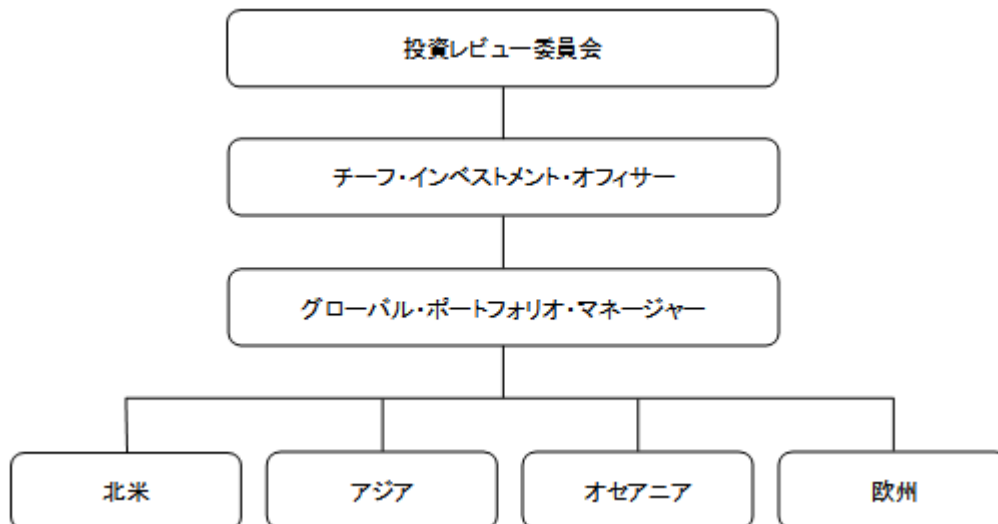 投資レビュー委員会
チーフ・インベストメント・オフィサー
グローバル・ポートフォリオ・マネージャー
北米
アジア
オセアニア
欧州